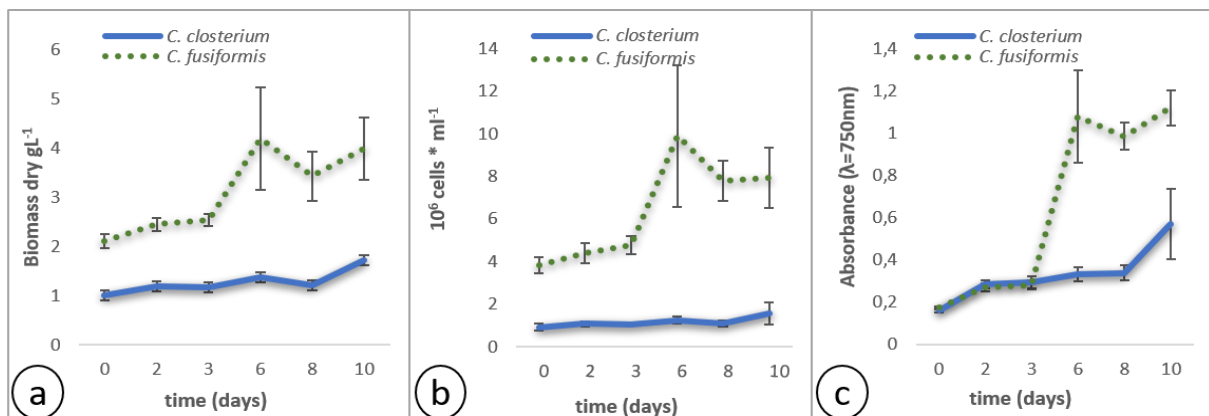 C. closterium
C. fusiformis
6
5
4
3
2
1
0
Biomass dry gL⁻¹
0 2 3 6 8 10
time (days)
a
C. closterium
C. fusiformis
14
12
10
8
6
4
2
0
10⁶ cells * ml⁻¹
0 2 3 6 8 10
time (days)
b
C. closterium
C. fusiformis
1,4
1,2
1
0,8
0,6
0,4
0,2
0
Absorbance (λ=750nm)
0 2 3 6 8 10
time (days)
c